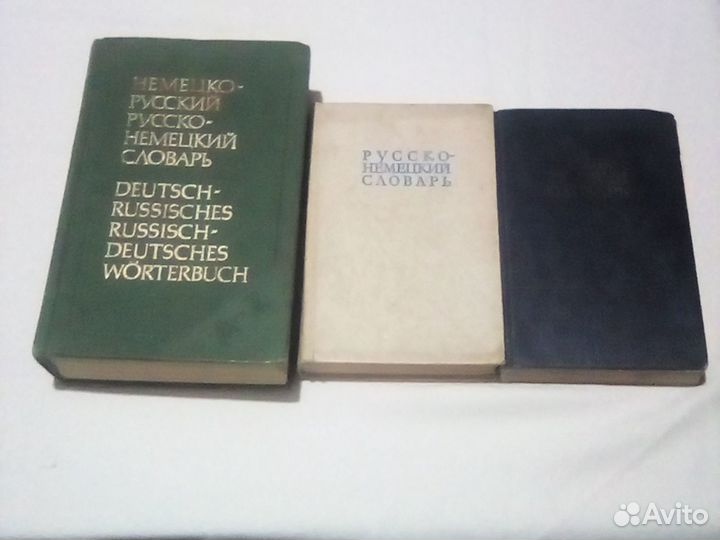 НЕМЕЦКО-
РУССКИЙ
РУССКО-
НЕМЕЦКИЙ
СЛОВАРЬ
DEUTSCH-
RUSSISCHES
RUSSISCH-
DEUTSCHES
WÖRTERBUCH
РУССКО-
НЕМЕЦКИЙ
СЛОВАРЬ
Avito